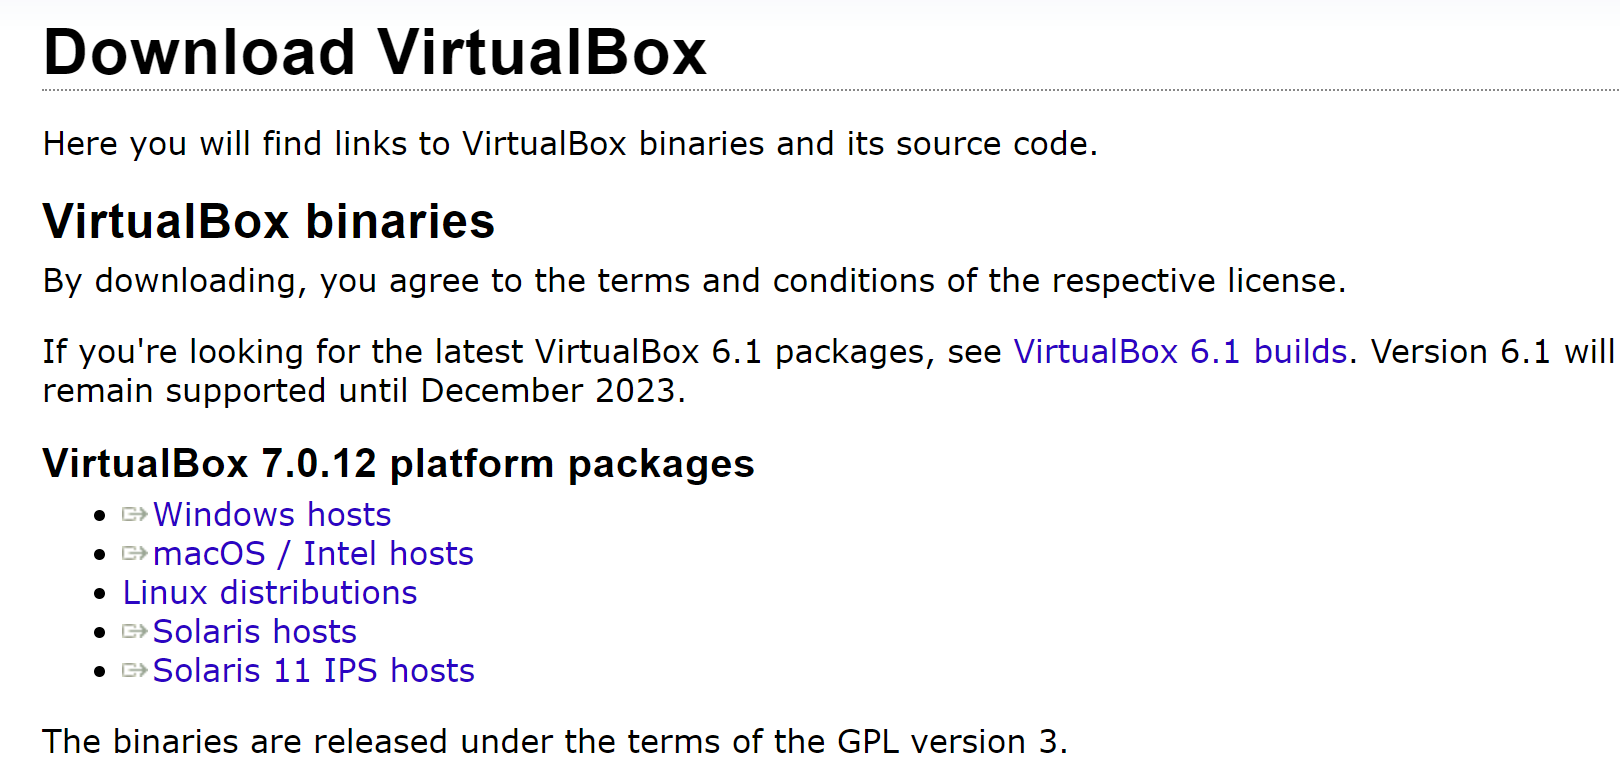 Download VirtualBox
Here you will find links to VirtualBox binaries and its source code.
VirtualBox binaries
By downloading, you agree to the terms and conditions of the respective license.
If you're looking for the latest VirtualBox 6.1 packages, see VirtualBox 6.1 builds. Version 6.1 will
remain supported until December 2023.
VirtualBox 7.0.12 platform packages
Windows hosts
macOS / Intel hosts
Linux distributions
Solaris hosts
Solaris 11 IPS hosts
The binaries are released under the terms of the GPL version 3.